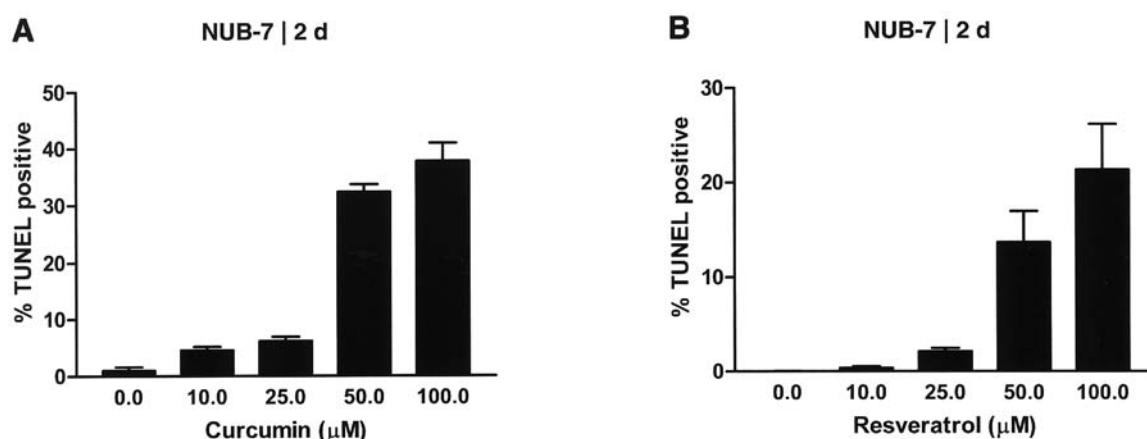 A
NUB-7 | 2 d
% TUNEL positive
50
40
30
20
10
0
0.0 10.0 25.0 50.0 100.0
Curcumin (μM)
B
NUB-7 | 2 d
% TUNEL positive
30
20
10
0
0.0 10.0 25.0 50.0 100.0
Resveratrol (μM)